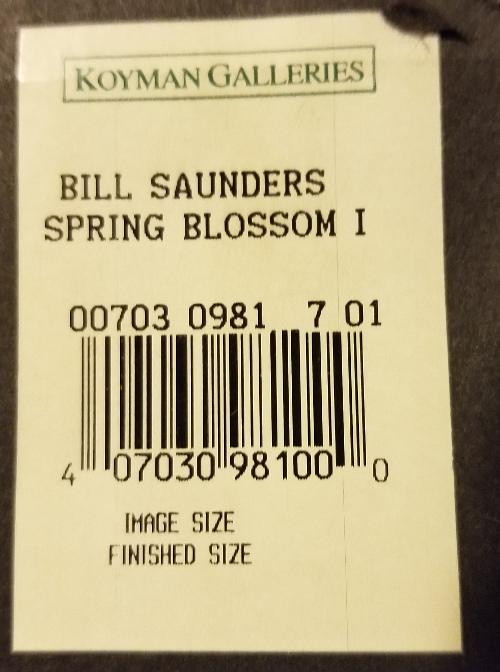 KOYMAN GALLERIES
BILL SAUNDERS
SPRING BLOSSOM I
00703 0981 7 01
4 07030 98100 0
IMAGE SIZE
FINISHED SIZE